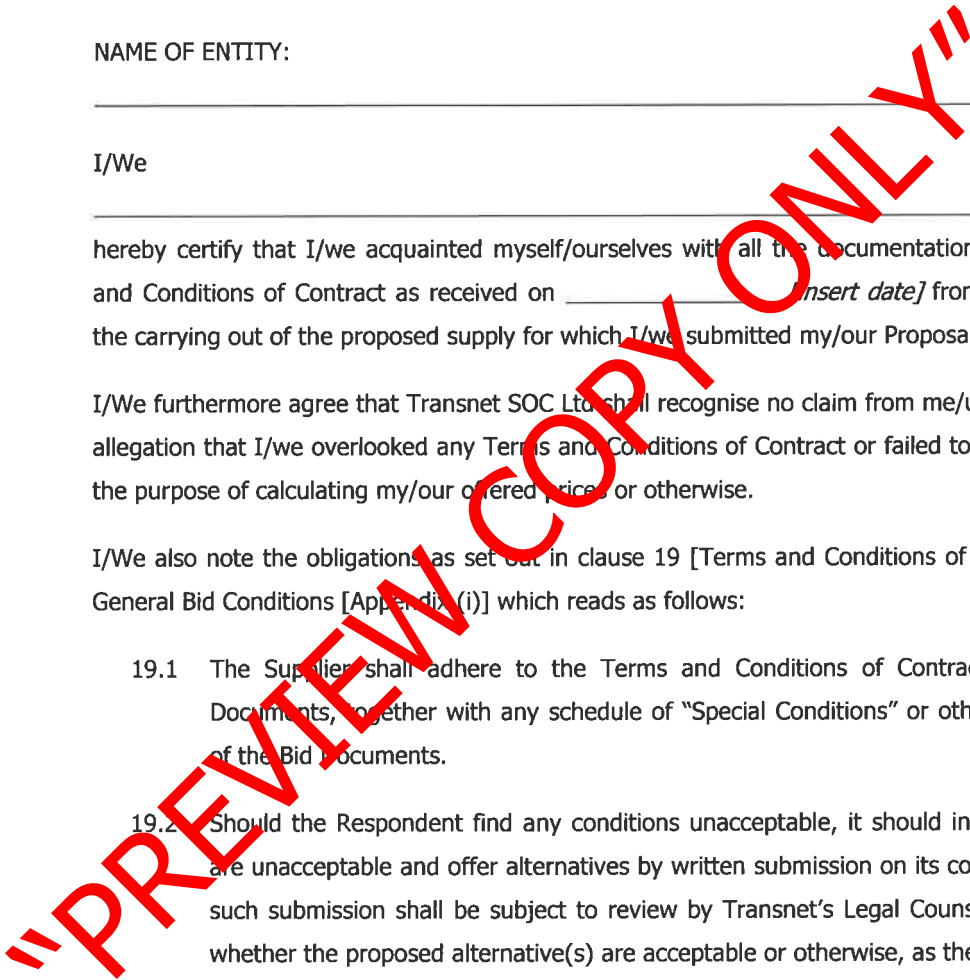 NAME OF ENTITY:
I/We
hereby certify that I/we acquainted myself/ourselves with all the documentation
and Conditions of Contract as received on ____________ [insert date] from
the carrying out of the proposed supply for which I/we submitted my/our Proposa
I/We furthermore agree that Transnet SOC Ltd shall recognise no claim from me/u
allegation that I/we overlooked any Terms and Conditions of Contract or failed to
the purpose of calculating my/our offered prices or otherwise.
I/We also note the obligations as set out in clause 19 [Terms and Conditions of
General Bid Conditions [Appendix (i)] which reads as follows:
19.1 The Supplier shall adhere to the Terms and Conditions of Contrac
Documents, together with any schedule of "Special Conditions" or oth
of the Bid Documents.
19.2 Should the Respondent find any conditions unacceptable, it should in
are unacceptable and offer alternatives by written submission on its co
such submission shall be subject to review by Transnet's Legal Couns
whether the proposed alternative(s) are acceptable or otherwise, as the
"PREVIEW COPY ONLY"